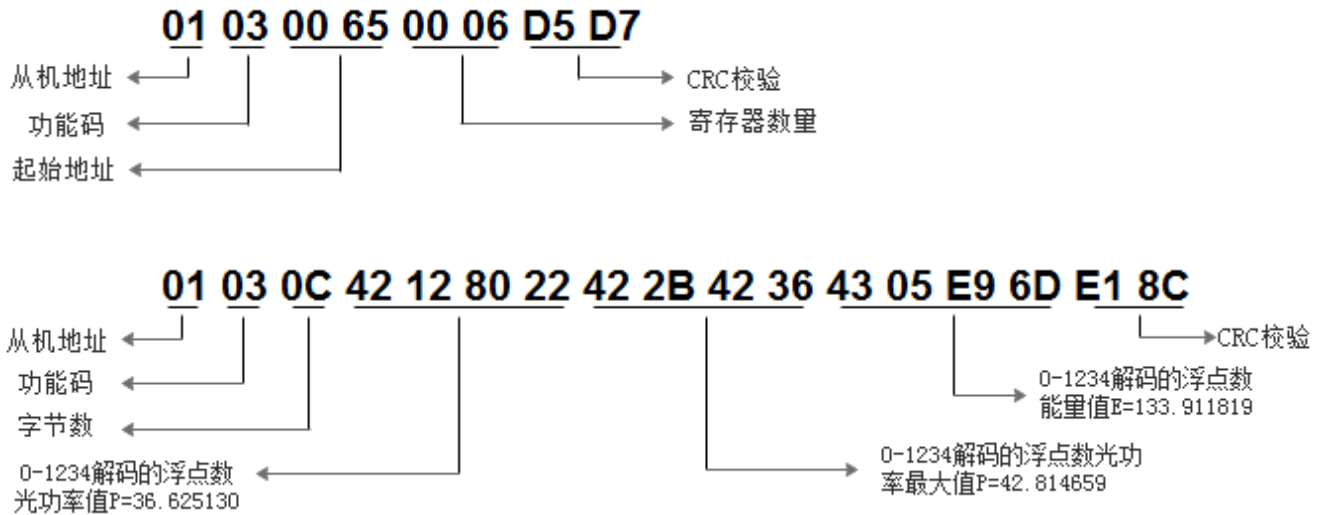 01 03 00 65 00 06 D5 D7
从机地址
CRC校验
功能码
寄存器数量
起始地址
01 03 0C 42 12 80 22 42 2B 42 36 43 05 E9 6D E1 8C
从机地址
CRC校验
功能码
0-1234解码的浮点数
能量值E=133.911819
字节数
0-1234解码的浮点数
光功率值P=36.625130
0-1234解码的浮点数光功
率最大值P=42.814659